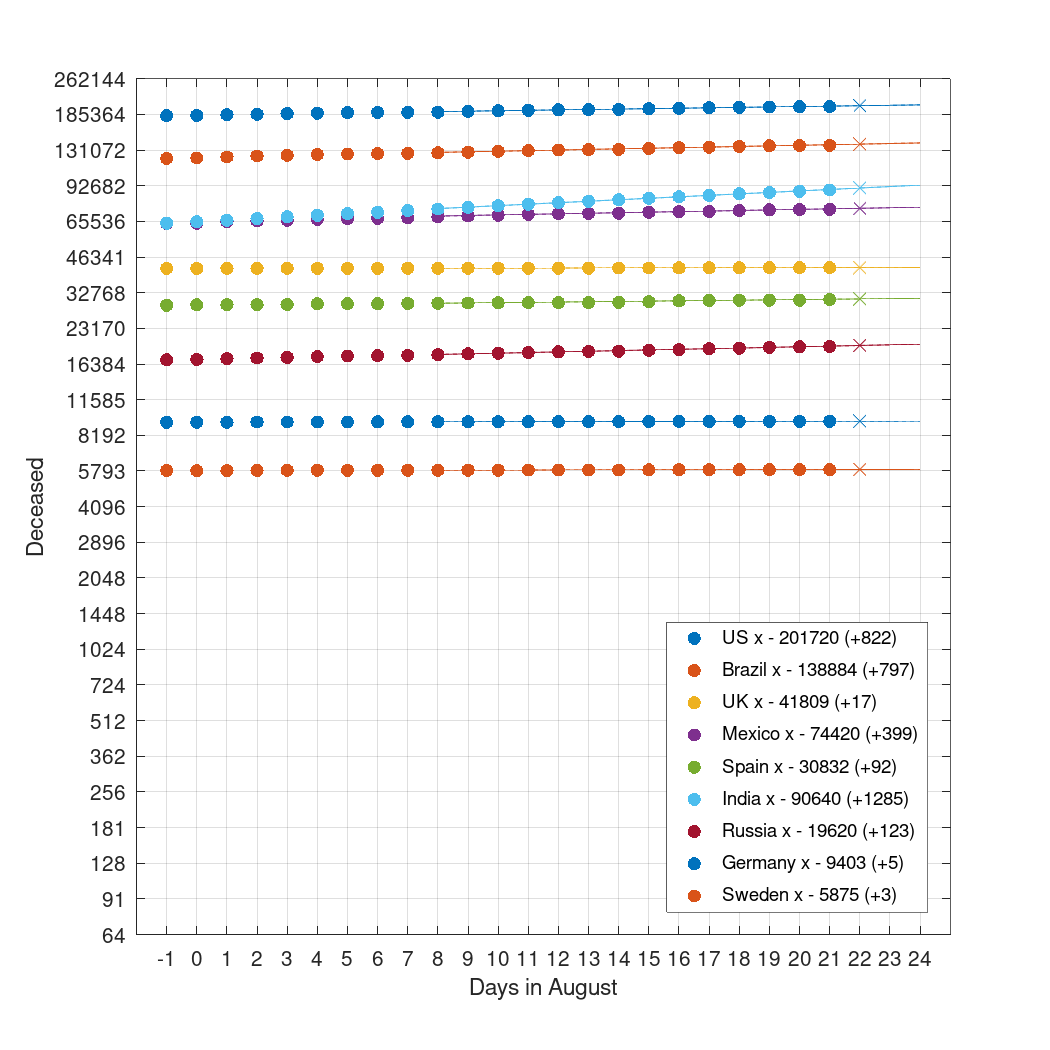 262144
185364
131072
92682
65536
46341
32768
23170
16384
11585
8192
5793
4096
2896
2048
1448
1024
724
512
362
256
181
128
91
64
Deceased
US x - 201720 (+822)
Brazil x - 138884 (+797)
UK x - 41809 (+17)
Mexico x - 74420 (+399)
Spain x - 30832 (+92)
India x - 90640 (+1285)
Russia x - 19620 (+123)
Germany x - 9403 (+5)
Sweden x - 5875 (+3)
-1 0 1 2 3 4 5 6 7 8 9 10 11 12 13 14 15 16 17 18 19 20 21 22 23 24
Days in August